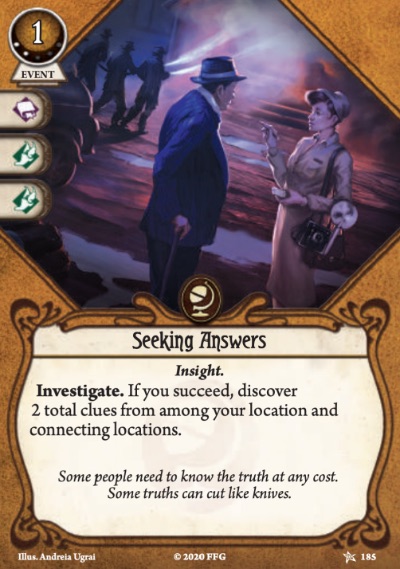 1
EVENT
Seeking Answers
Insight.
Investigate. If you succeed, discover
2 total clues from among your location and
connecting locations.
Some people need to know the truth at any cost.
Some truths can cut like knives.
Illus. Andreia Ugrai
© 2020 FFG
185